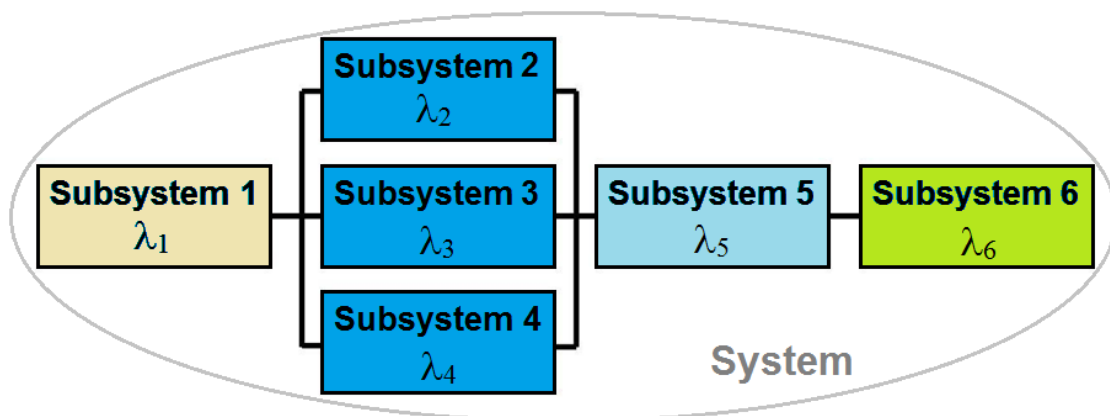 Subsystem 1
λ1
Subsystem 2
λ2
Subsystem 3
λ3
Subsystem 4
λ4
Subsystem 5
λ5
Subsystem 6
λ6
System